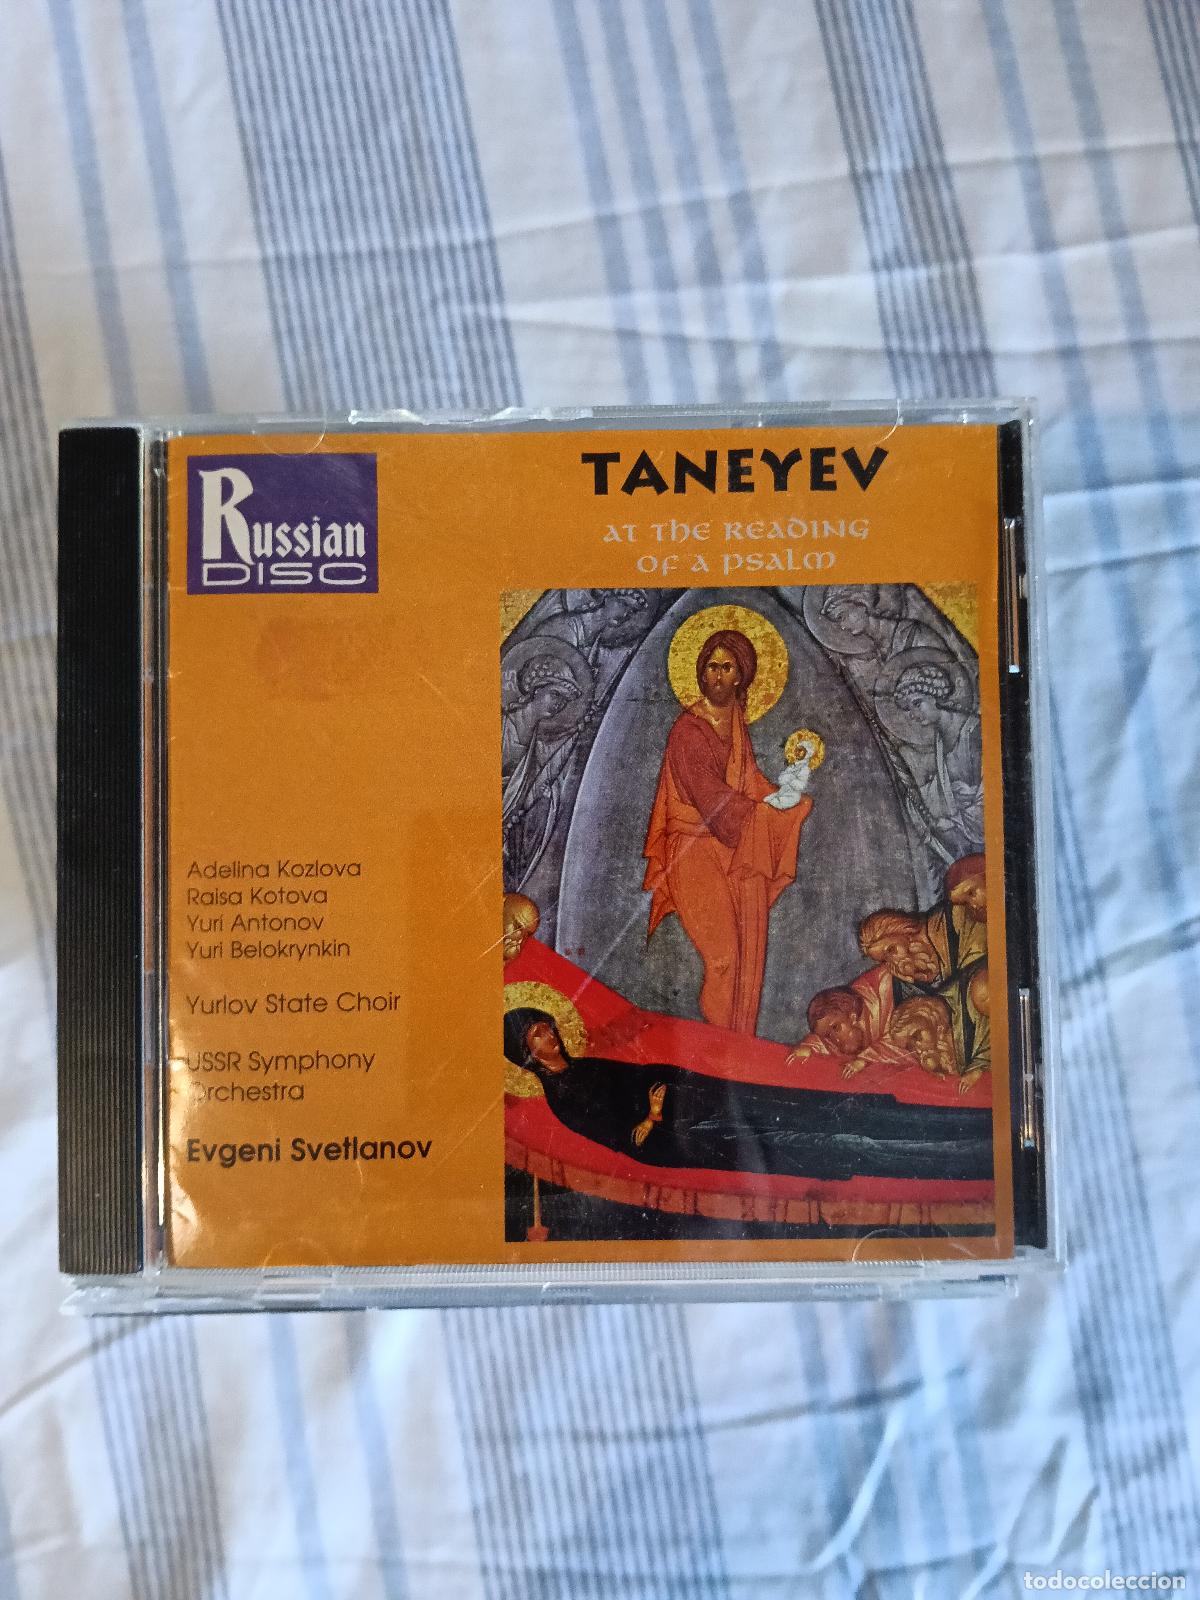 Russian
DISC
TANEYEV
AT THE READING
OF A PSALM
Adelina Kozlova
Raisa Kotova
Yuri Antonov
Yuri Belokrynkin
Yurlov State Choir
USSR Symphony
Orchestra
Evgeni Svetlanov
todocoleccion